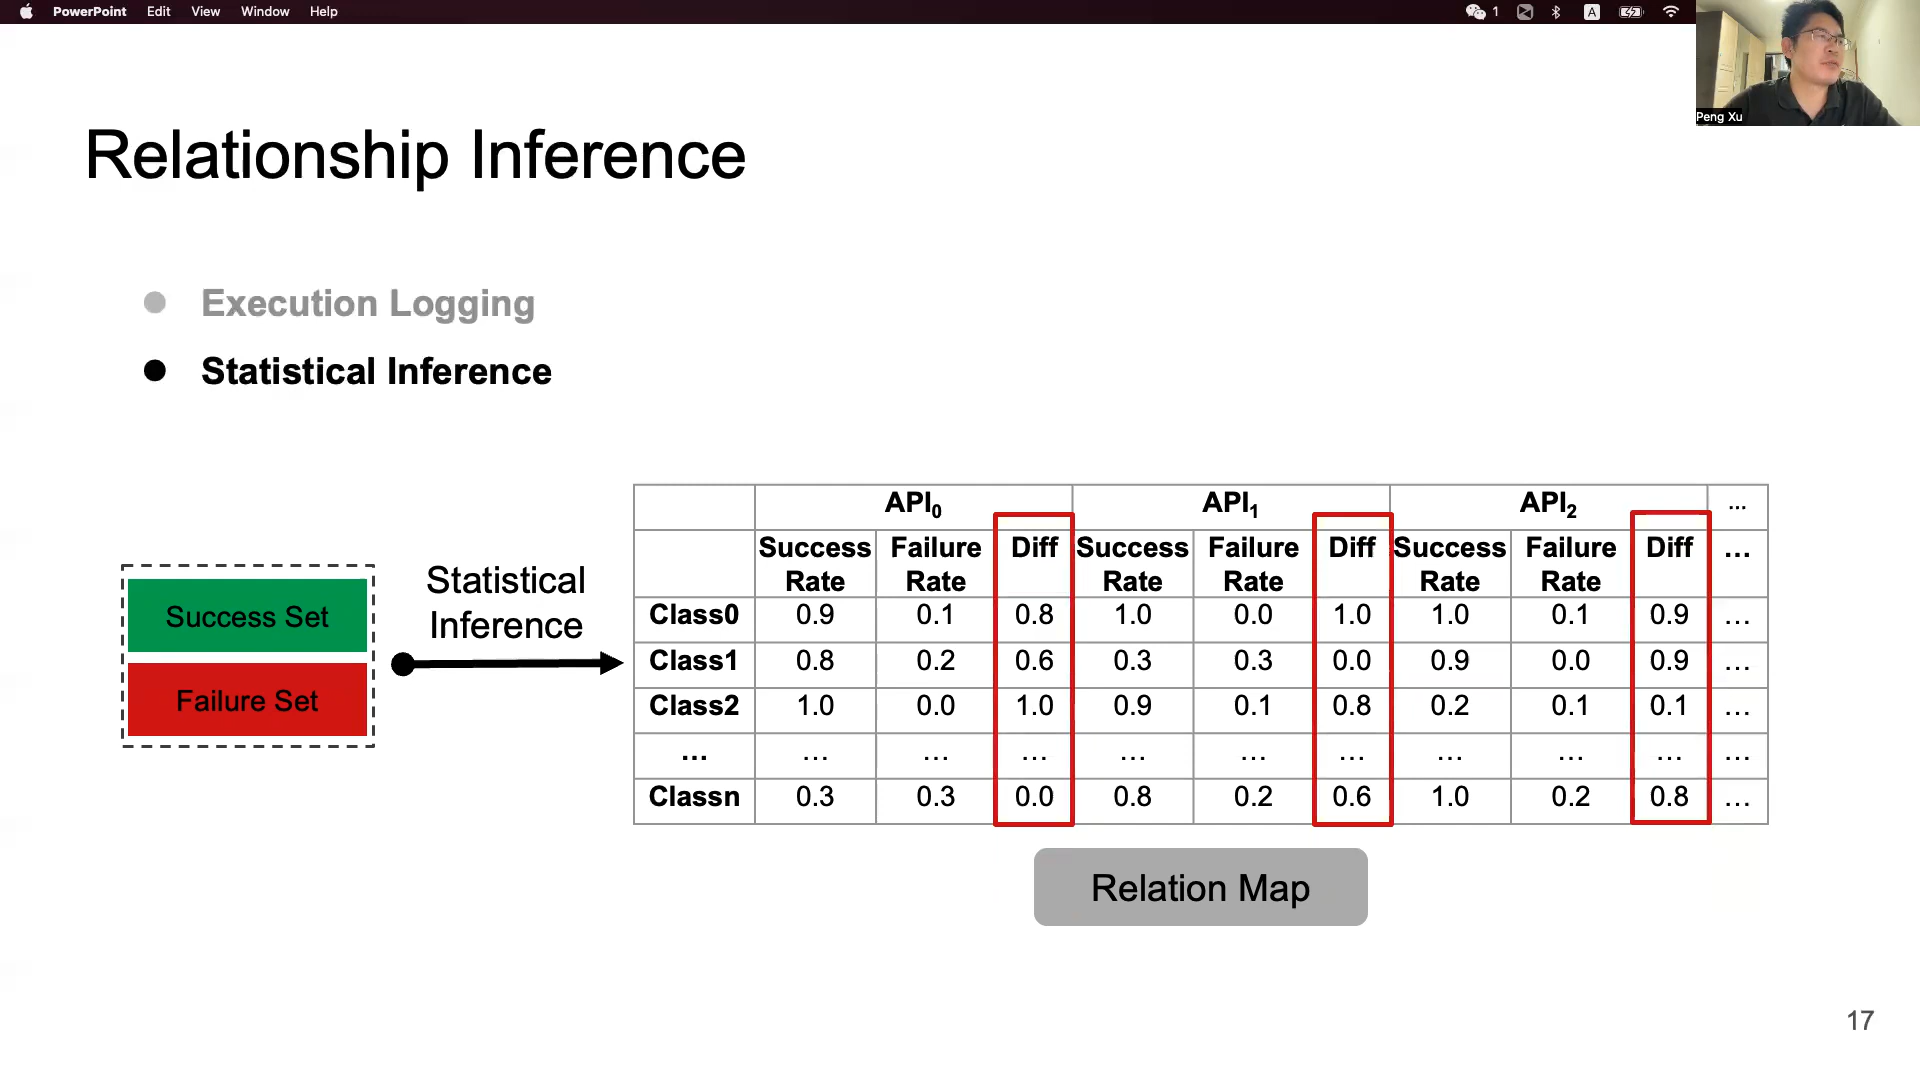 PowerPoint Edit View Window Help
1 A
Peng Xu
Relationship Inference
Execution Logging
Statistical Inference
Success Set
Failure Set
Statistical
Inference
API0 API1 API2 ...
Success Rate Failure Rate Diff Success Rate Failure Rate Diff Success Rate Failure Rate Diff ...
Class0 0.9 0.1 0.8 1.0 0.0 1.0 1.0 0.1 0.9 ...
Class1 0.8 0.2 0.6 0.3 0.3 0.0 0.9 0.0 0.9 ...
Class2 1.0 0.0 1.0 0.9 0.1 0.8 0.2 0.1 0.1 ...
... ... ... ... ... ... ... ... ... ... ...
Classn 0.3 0.3 0.0 0.8 0.2 0.6 1.0 0.2 0.8 ...
Relation Map
17